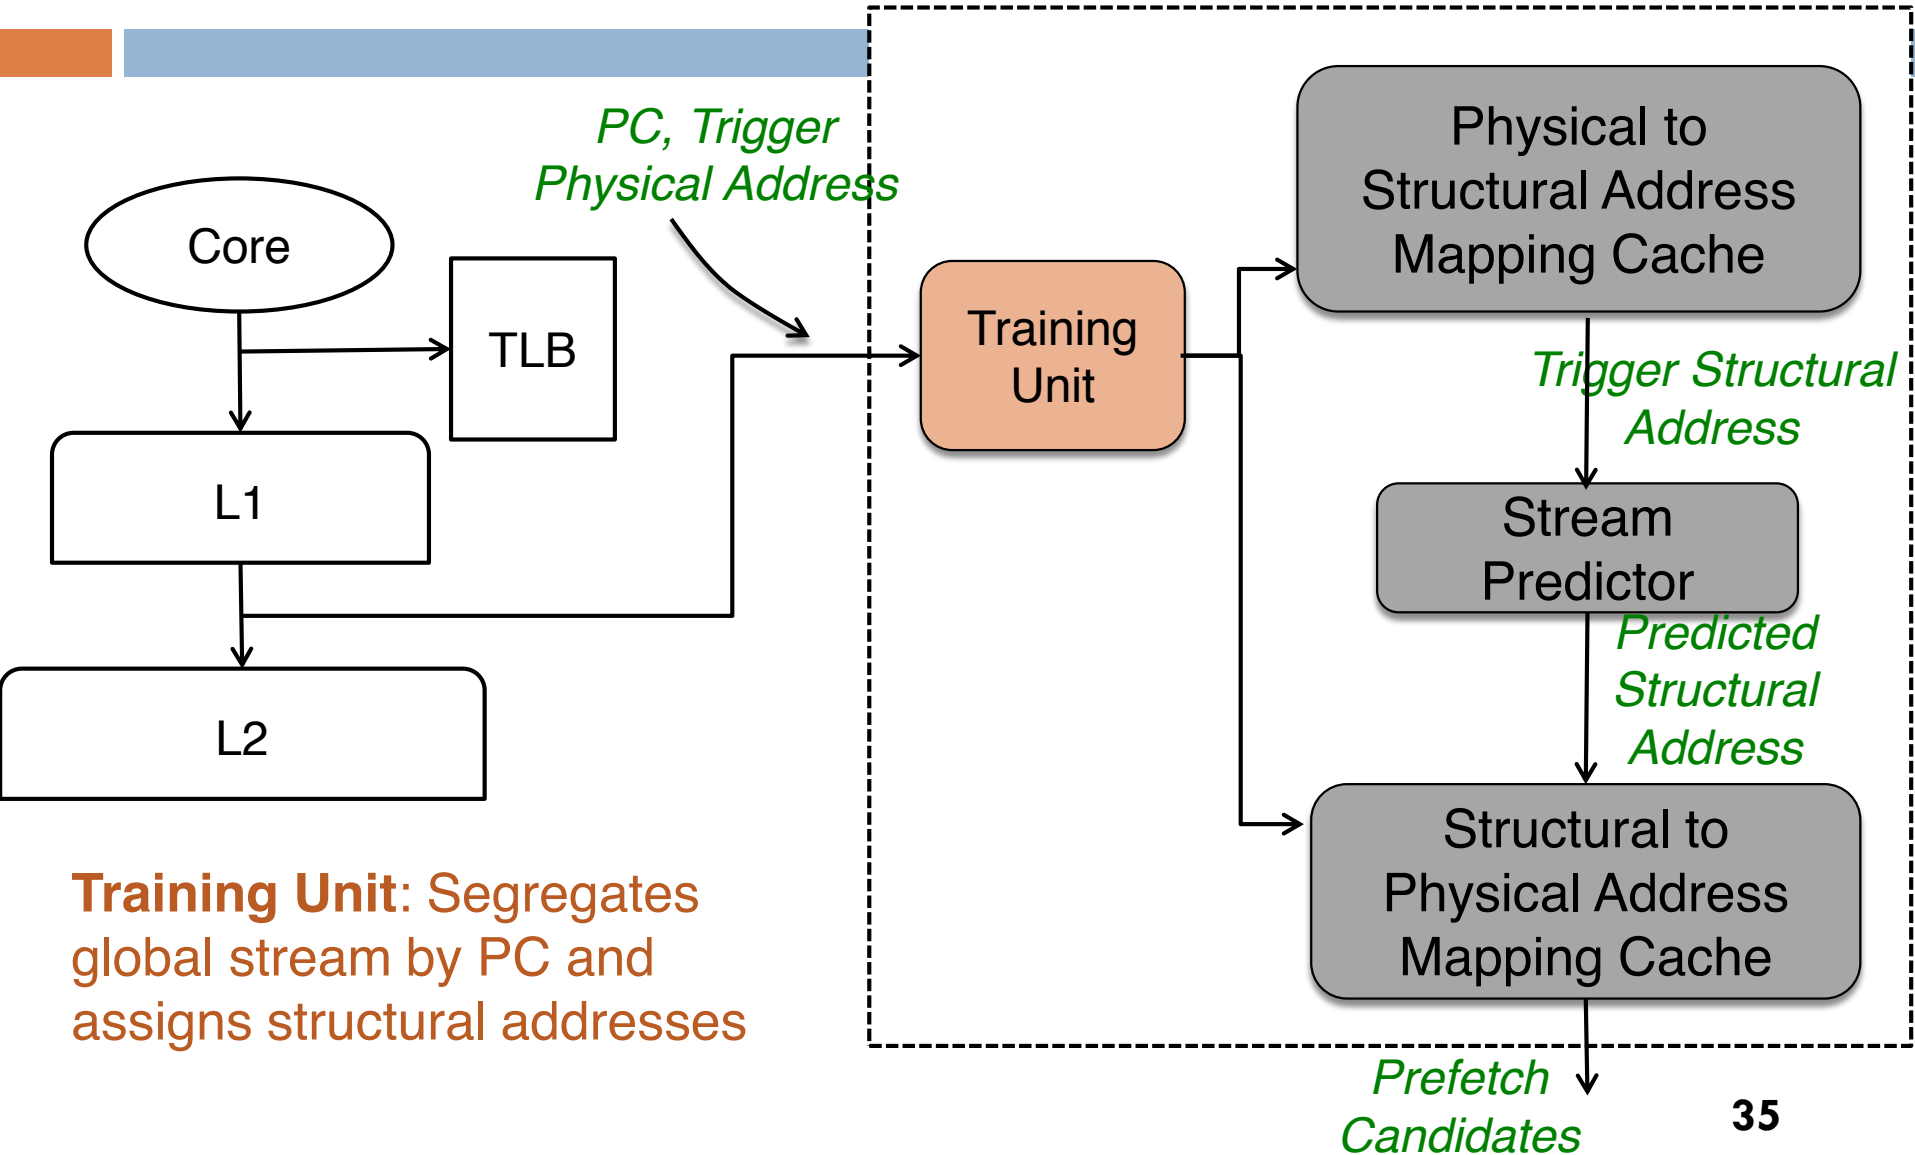 PC, Trigger
Physical Address
Core
TLB
L1
L2
Training
Unit
Physical to
Structural Address
Mapping Cache
Trigger Structural
Address
Stream
Predictor
Predicted
Structural
Address
Structural to
Physical Address
Mapping Cache
Training Unit: Segregates
global stream by PC and
assigns structural addresses
Prefetch
Candidates
35